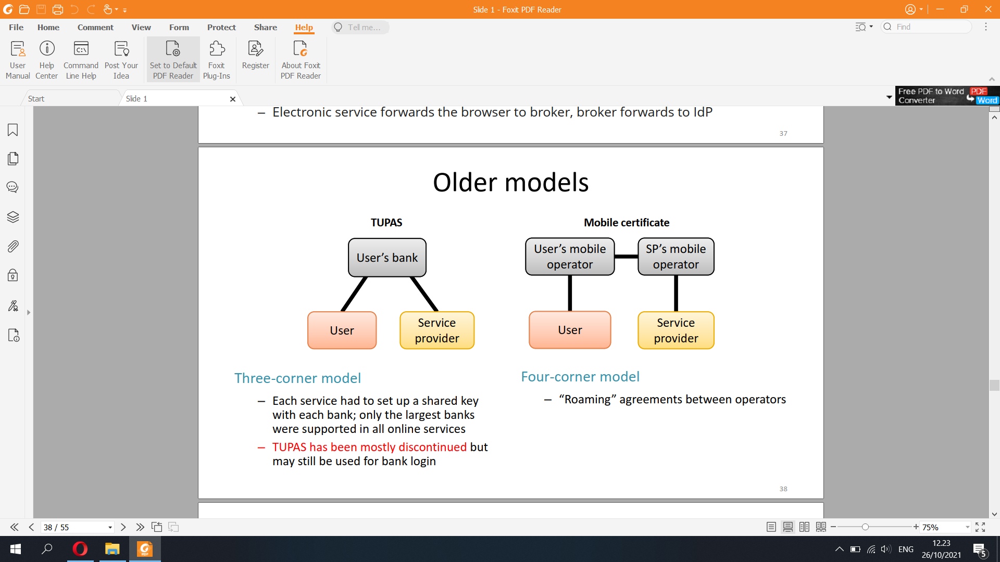 Slide 1 - Foxit PDF Reader
File Home Comment View Form Protect Share Help Tell me... Find
User Manual
Help Center
Command Line Help
Post Your Idea
Set to Default PDF Reader
Foxit Plug-Ins
Register
About Foxit PDF Reader
Start
Slide 1
Free PDF to Word Converter
PDF
Word
– Electronic service forwards the browser to broker, broker forwards to IdP
37
Older models
TUPAS
User’s bank
User
Service
provider
Mobile certificate
User’s mobile
operator
SP’s mobile
operator
User
Service
provider
Three-corner model
– Each service had to set up a shared key
with each bank; only the largest banks
were supported in all online services
– TUPAS has been mostly discontinued but
may still be used for bank login
Four-corner model
– “Roaming” agreements between operators
38
38 / 55
75%
PDF
ENG
12.23
26/10/2021
5